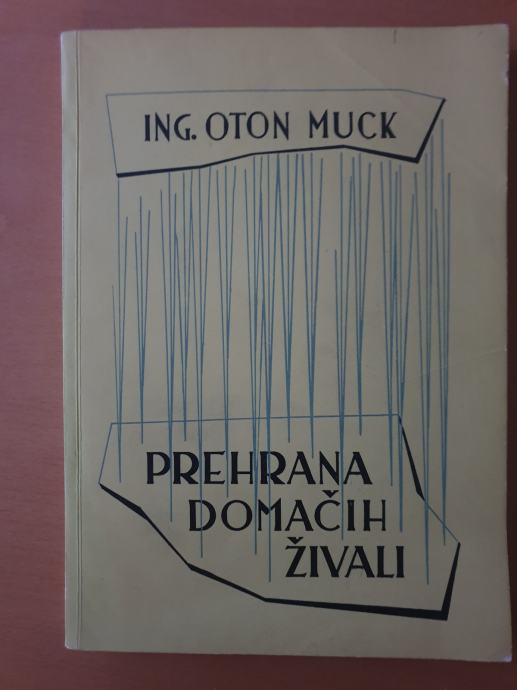 ING. OTON MUCK
PREHRANA
DOMAČIH
ŽIVALI